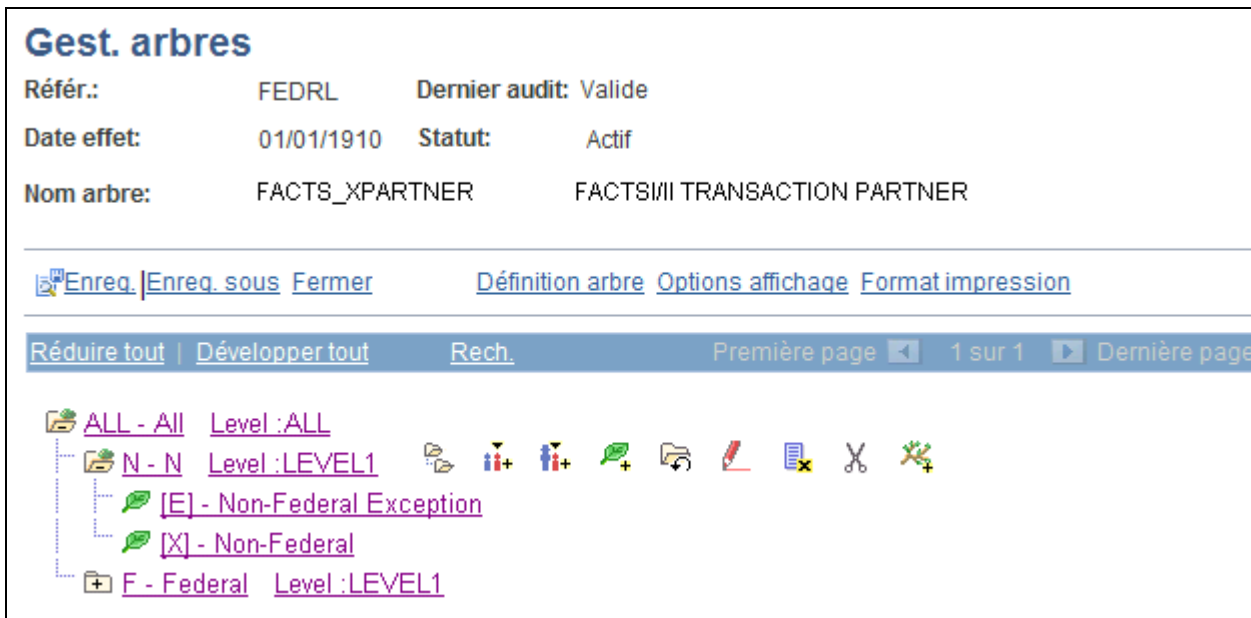 Gest. arbres
Référ.: FEDRL Dernier audit: Valide
Date effet: 01/01/1910 Statut: Actif
Nom arbre: FACTS_XPARTNER FACTSI/II TRANSACTION PARTNER
Enreg. Enreg. sous Fermer Définition arbre Options affichage Format impression
Réduire tout | Développer tout Rech. Première page 1 sur 1 Dernière page
ALL - All Level :ALL
N - N Level :LEVEL1
[E] - Non-Federal Exception
[X] - Non-Federal
F - Federal Level :LEVEL1